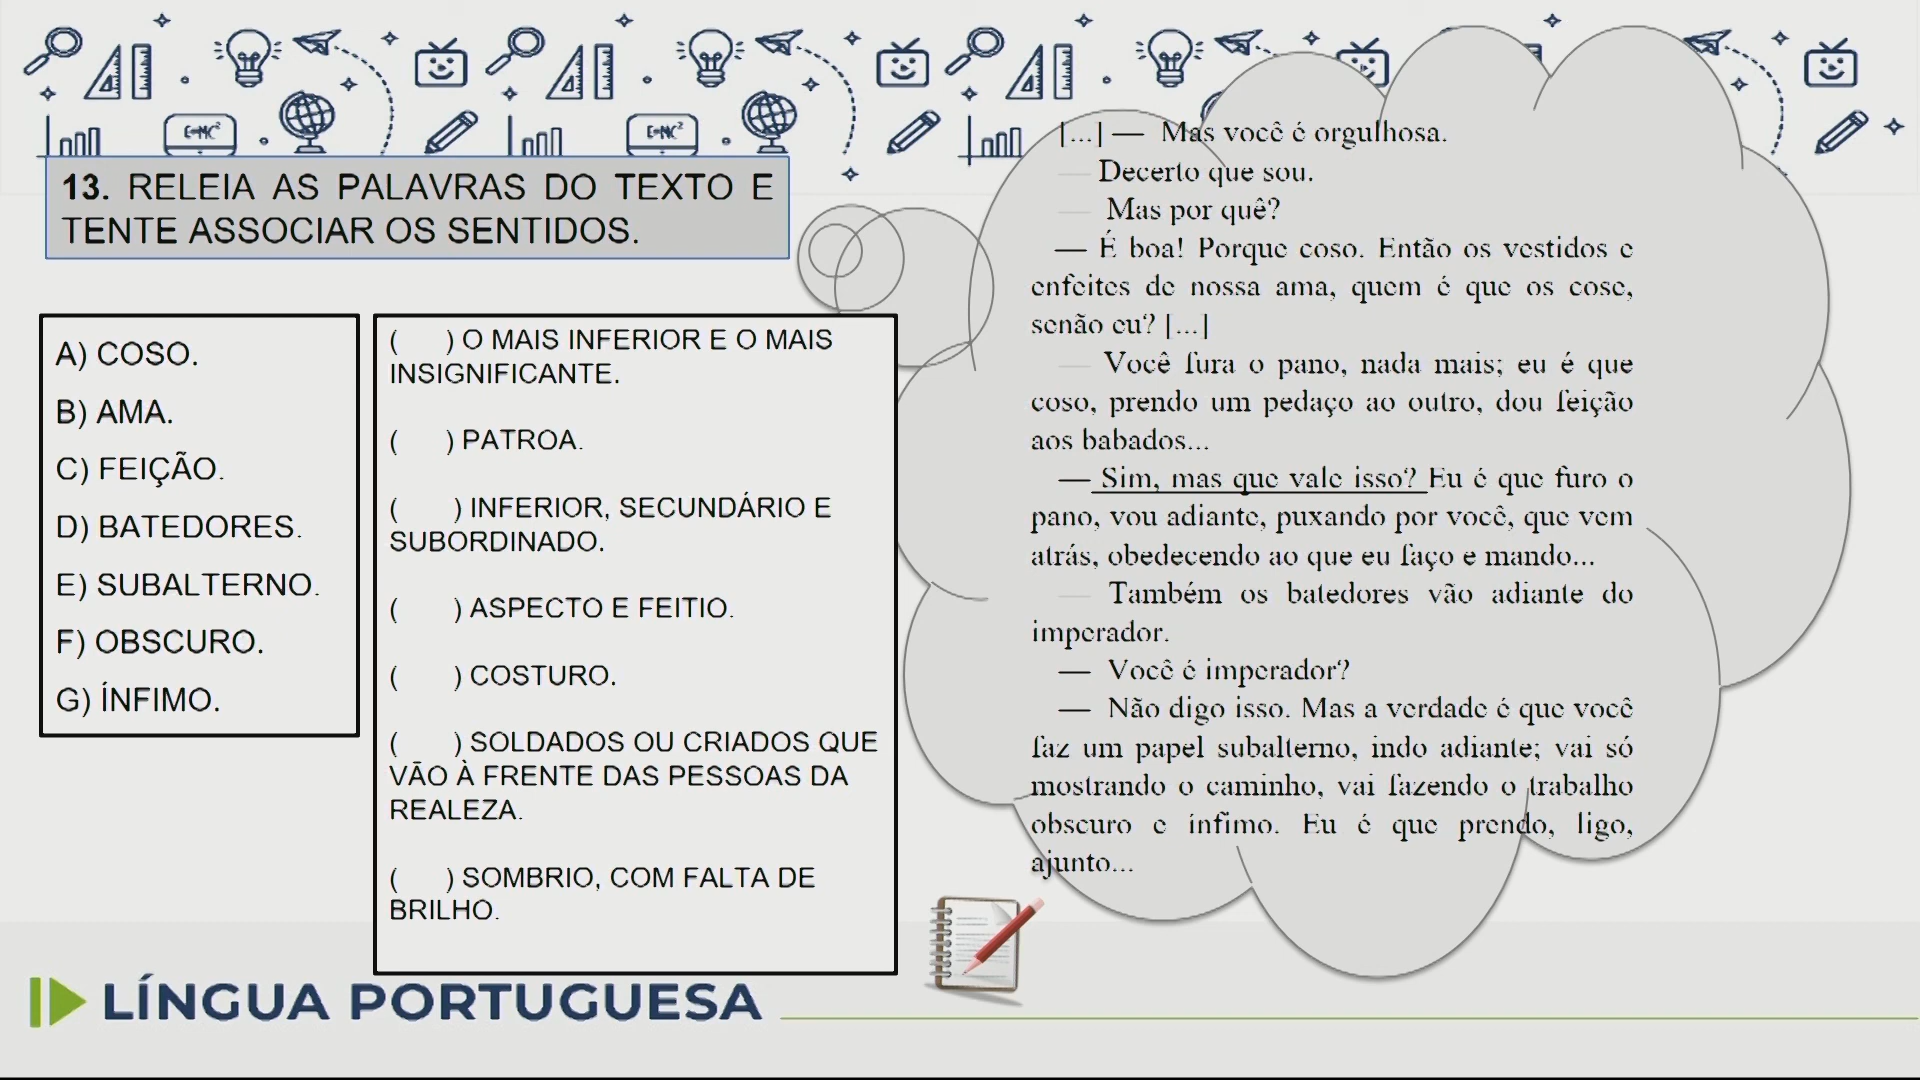 E=MC²
E=MC²
13. RELEIA AS PALAVRAS DO TEXTO E
TENTE ASSOCIAR OS SENTIDOS.
A) COSO.
B) AMA.
C) FEIÇÃO.
D) BATEDORES.
E) SUBALTERNO.
F) OBSCURO.
G) ÍNFIMO.
( ) O MAIS INFERIOR E O MAIS
INSIGNIFICANTE.
( ) PATROA.
( ) INFERIOR, SECUNDÁRIO E
SUBORDINADO.
( ) ASPECTO E FEITIO.
( ) COSTURO.
( ) SOLDADOS OU CRIADOS QUE
VÃO À FRENTE DAS PESSOAS DA
REALEZA.
( ) SOMBRIO, COM FALTA DE
BRILHO.
[...] — Mas você é orgulhosa.
— Decerto que sou.
— Mas por quê?
— É boa! Porque coso. Então os vestidos e
enfeites de nossa ama, quem é que os cose,
senão eu? [...]
— Você fura o pano, nada mais; eu é que
coso, prendo um pedaço ao outro, dou feição
aos babados...
— Sim, mas que vale isso? Eu é que furo o
pano, vou adiante, puxando por você, que vem
atrás, obedecendo ao que eu faço e mando...
— Também os batedores vão adiante do
imperador.
— Você é imperador?
— Não digo isso. Mas a verdade é que você
faz um papel subalterno, indo adiante; vai só
mostrando o caminho, vai fazendo o trabalho
obscuro e ínfimo. Eu é que prendo, ligo,
ajunto...
LÍNGUA PORTUGUESA